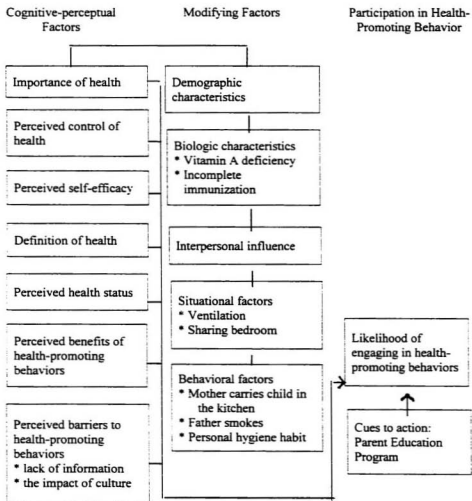 Cognitive-perceptual
Factors
Modifying Factors
Participation in Health-
Promoting Behavior
Importance of health
Perceived control of
health
Perceived self-efficacy
Definition of health
Perceived health status
Perceived benefits of
health-promoting
behaviors
Perceived barriers to
health-promoting
behaviors
* lack of information
* the impact of culture
Demographic
characteristics
Biologic characteristics
* Vitamin A deficiency
* Incomplete
immunization
Interpersonal influence
Situational factors
* Ventilation
* Sharing bedroom
Behavioral factors
* Mother carries child in
the kitchen
* Father smokes
* Personal hygiene habit
Likelihood of
engaging in health-
promoting behaviors
Cues to action:
Parent Education
Program